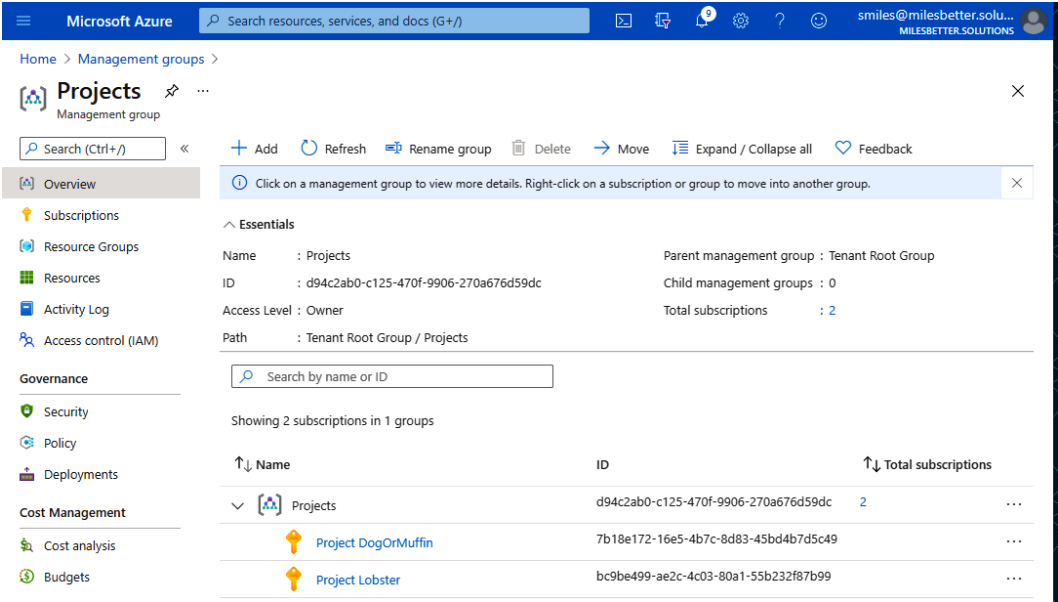 Microsoft Azure
Search resources, services, and docs (G+/)
9
smiles@milesbetter.solu...
MILESBETTER.SOLUTIONS
Home > Management groups >
Projects ...
Management group
Search (Ctrl+/) «
Add Refresh Rename group Delete Move Expand / Collapse all Feedback
Overview
Subscriptions
Resource Groups
Resources
Activity Log
Access control (IAM)
Governance
Security
Policy
Deployments
Cost Management
Cost analysis
Budgets
Click on a management group to view more details. Right-click on a subscription or group to move into another group.
Essentials
Name : Projects
ID : d94c2ab0-c125-470f-9906-270a676d59dc
Access Level : Owner
Path : Tenant Root Group / Projects
Parent management group : Tenant Root Group
Child management groups : 0
Total subscriptions : 2
Search by name or ID
Showing 2 subscriptions in 1 groups
Name ID Total subscriptions
Projects d94c2ab0-c125-470f-9906-270a676d59dc 2 ...
Project DogOrMuffin 7b18e172-16e5-4b7c-8d83-45bd4b7d5c49 ...
Project Lobster bc9be499-ae2c-4c03-80a1-55b232f87b99 ...